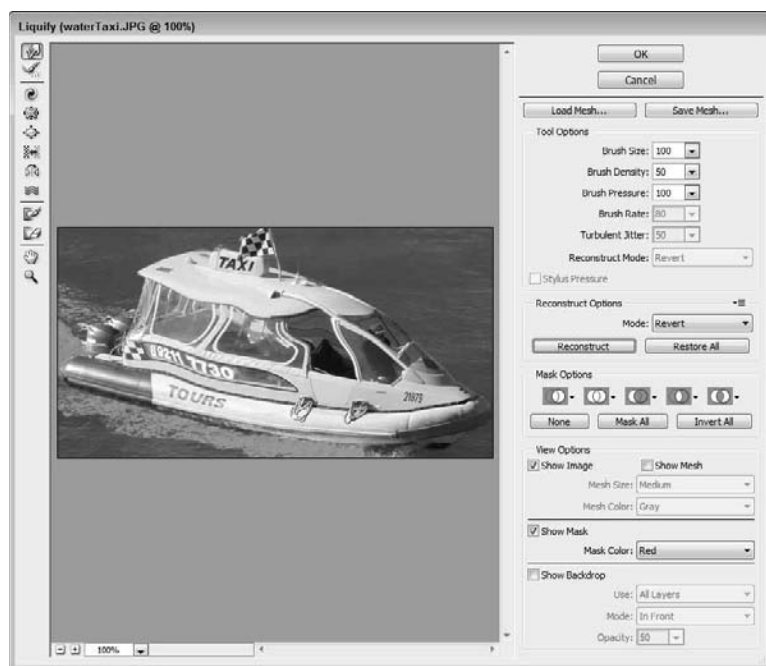 Liquify (waterTaxi.JPG @ 100%)
OK
Cancel
Load Mesh...
Save Mesh...
Tool Options
Brush Size: 100
Brush Density: 50
Brush Pressure: 100
Brush Rate: 80
Turbulent Jitter: 50
Reconstruct Mode: Revert
Stylus Pressure
Reconstruct Options
Mode: Revert
Reconstruct
Restore All
Mask Options
None
Mask All
Invert All
View Options
Show Image
Show Mesh
Mesh Size: Medium
Mesh Color: Gray
Show Mask
Mask Color: Red
Show Backdrop
Use: All Layers
Mode: In Front
Opacity: 50
TAXI
9211 7730
TOURS
21979
100%